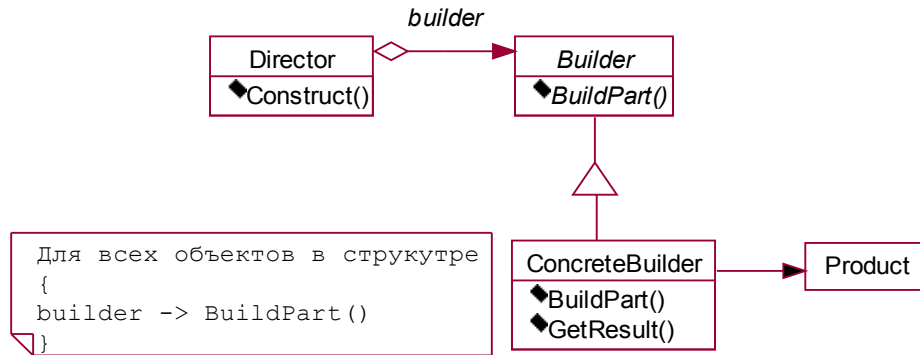 builder
Director
Construct()
Builder
BuildPart()
Для всех объектов в струкутре
{
builder -> BuildPart()
}
ConcreteBuilder
BuildPart()
GetResult()
Product